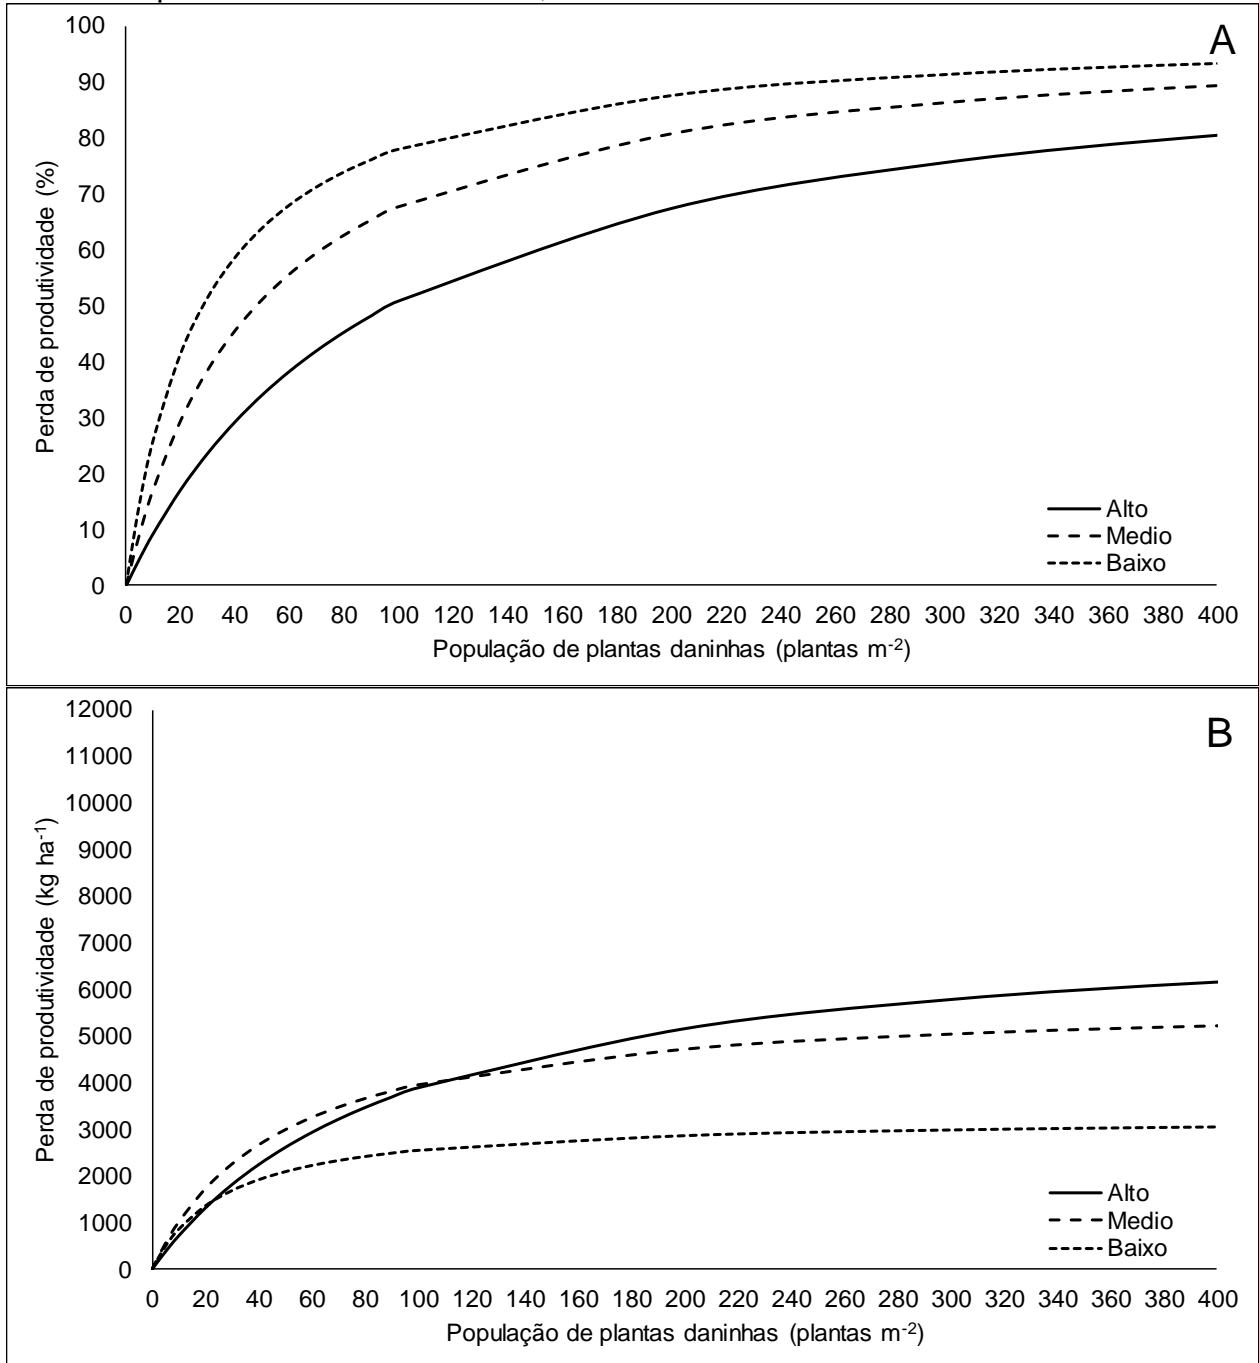 100
90
80
70
60
50
40
30
20
10
0
Perda de produtividade (%)
A
Alto
Medio
Baixo
0 20 40 60 80 100 120 140 160 180 200 220 240 260 280 300 320 340 360 380 400
População de plantas daninhas (plantas m-2)
12000
11000
10000
9000
8000
7000
6000
5000
4000
3000
2000
1000
0
Perda de produtividade (kg ha-1)
B
Alto
Medio
Baixo
0 20 40 60 80 100 120 140 160 180 200 220 240 260 280 300 320 340 360 380 400
População de plantas daninhas (plantas m-2)